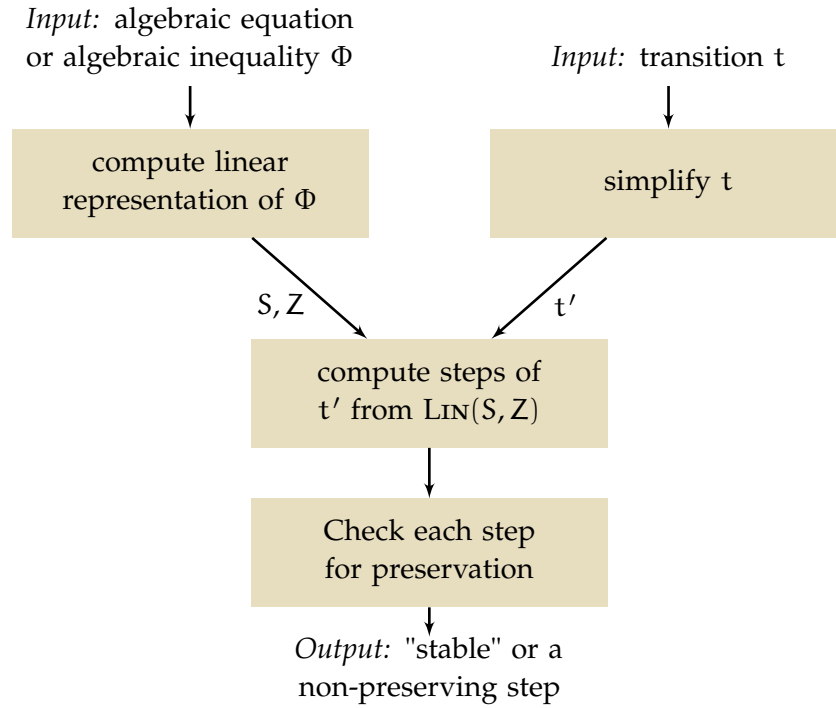 Input: algebraic equation
or algebraic inequality Φ
Input: transition t
compute linear
representation of Φ
simplify t
S, Z
t′
compute steps of
t′ from LIN(S, Z)
Check each step
for preservation
Output: "stable" or a
non-preserving step